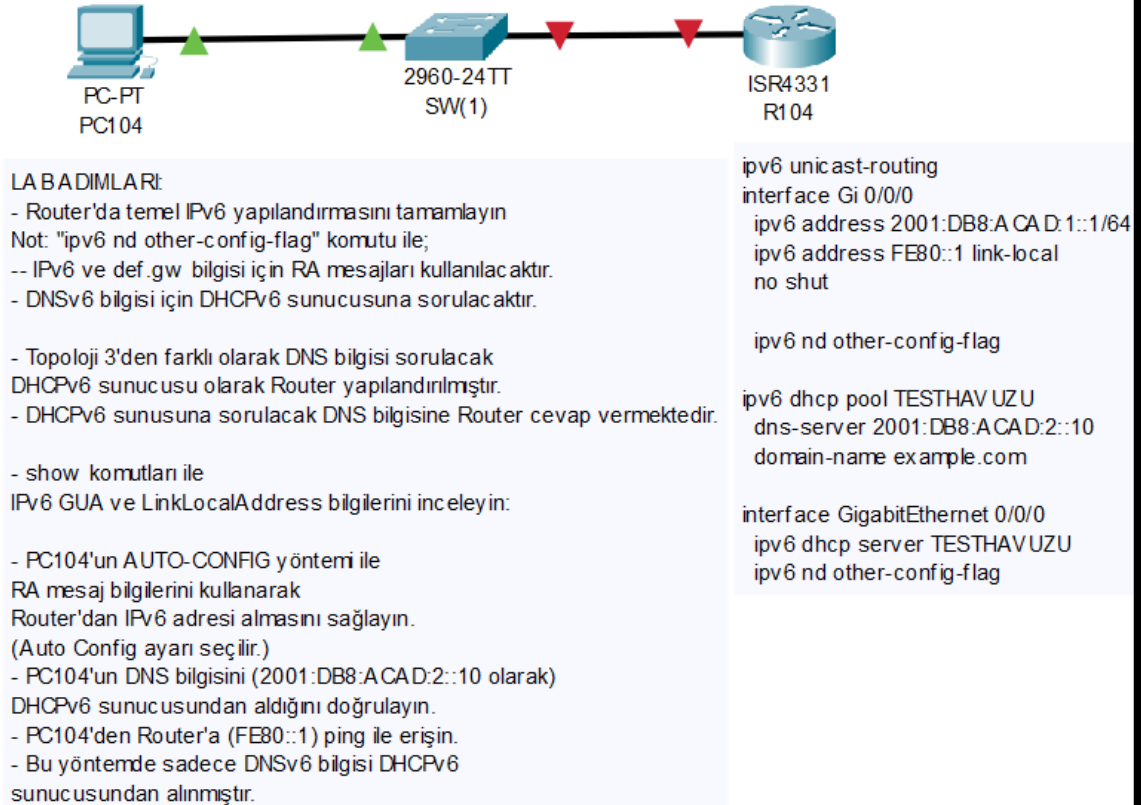 PC-PT
PC104
2960-24TT
SW(1)
ISR4331
R104
LAB ADIMLARI:
- Router'da temel IPv6 yapılandırmasını tamamlayın
Not: "ipv6 nd other-config-flag" komutu ile;
-- IPv6 ve def.gw bilgisi için RA mesajları kullanılacaktır.
- DNSv6 bilgisi için DHCPv6 sunucusuna sorulacaktır.
- Topoloji 3'den farklı olarak DNS bilgisi sorulacak
DHCPv6 sunucusu olarak Router yapılandırılmıştır.
- DHCPv6 sunusuna sorulacak DNS bilgisine Router cevap vermektedir.
- show komutları ile
IPv6 GUA ve LinkLocalAddress bilgilerini inceleyin:
- PC104'un AUTO-CONFIG yöntemi ile
RA mesaj bilgilerini kullanarak
Router'dan IPv6 adresi almasını sağlayın.
(Auto Config ayarı seçilir.)
- PC104'un DNS bilgisini (2001:DB8:ACAD:2::10 olarak)
DHCPv6 sunucusundan aldığını doğrulayın.
- PC104'den Router'a (FE80::1) ping ile erişin.
- Bu yöntemde sadece DNSv6 bilgisi DHCPv6
sunucusundan alınmıştır.
ipv6 unicast-routing
interface Gi 0/0/0
ipv6 address 2001:DB8:ACAD:1::1/64
ipv6 address FE80::1 link-local
no shut
ipv6 nd other-config-flag
ipv6 dhcp pool TESTHAVUZU
dns-server 2001:DB8:ACAD:2::10
domain-name example.com
interface GigabitEthernet 0/0/0
ipv6 dhcp server TESTHAVUZU
ipv6 nd other-config-flag